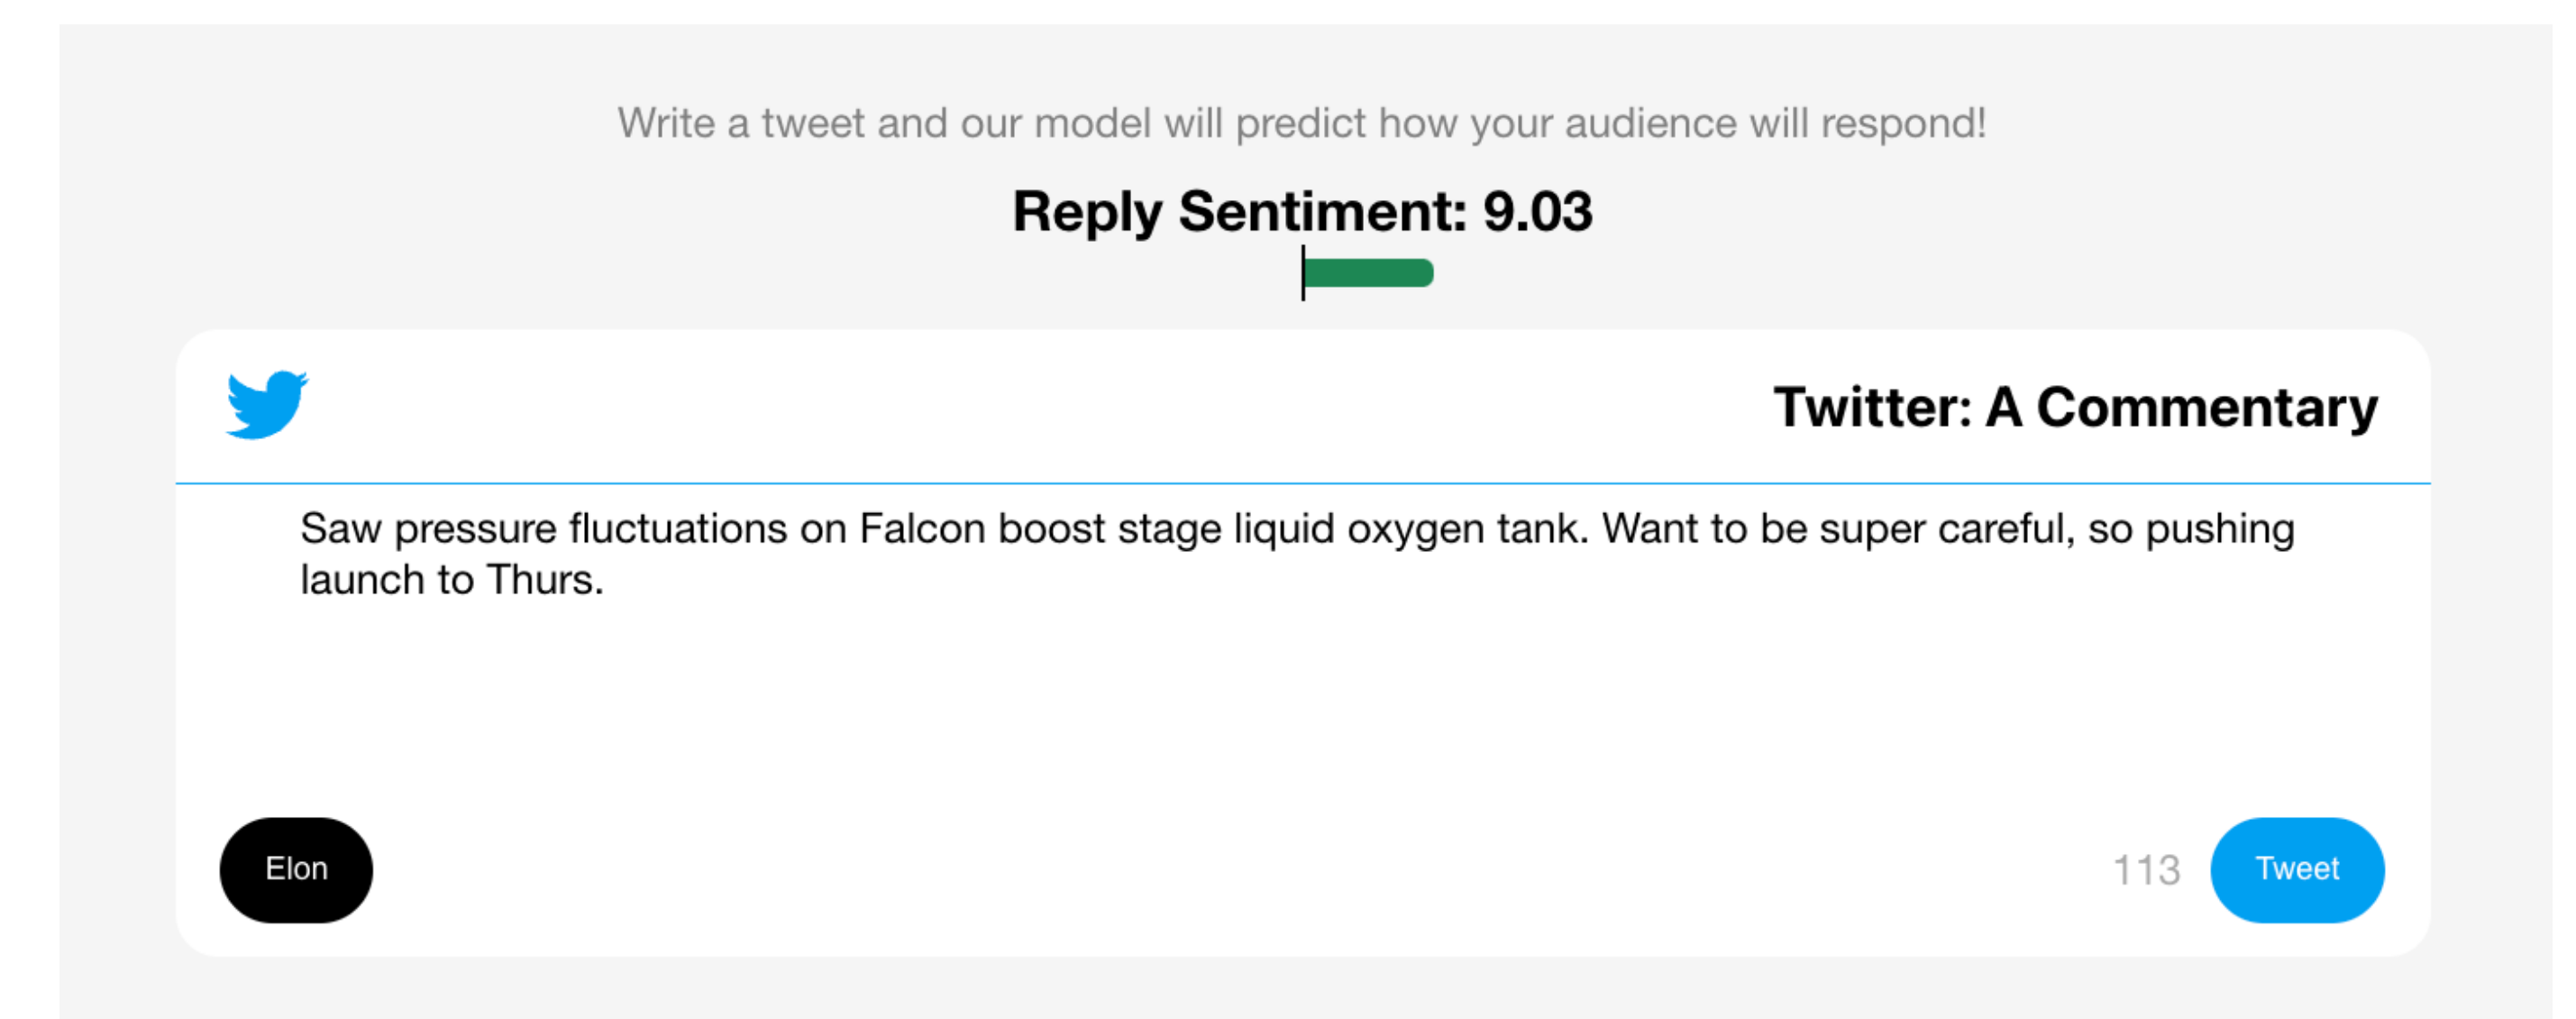 Write a tweet and our model will predict how your audience will respond!
Reply Sentiment: 9.03
Twitter: A Commentary
Saw pressure fluctuations on Falcon boost stage liquid oxygen tank. Want to be super careful, so pushing
launch to Thurs.
Elon
113
Tweet